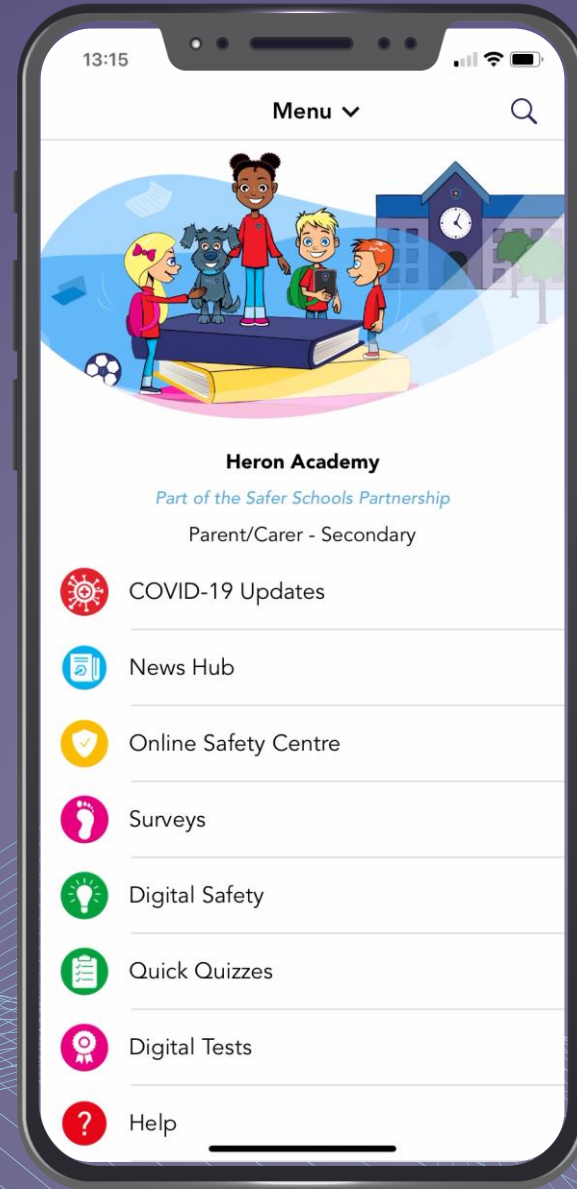 13:15
Menu
Heron Academy
Part of the Safer Schools Partnership
Parent/Carer - Secondary
COVID-19 Updates
News Hub
Online Safety Centre
Surveys
Digital Safety
Quick Quizzes
Digital Tests
? Help